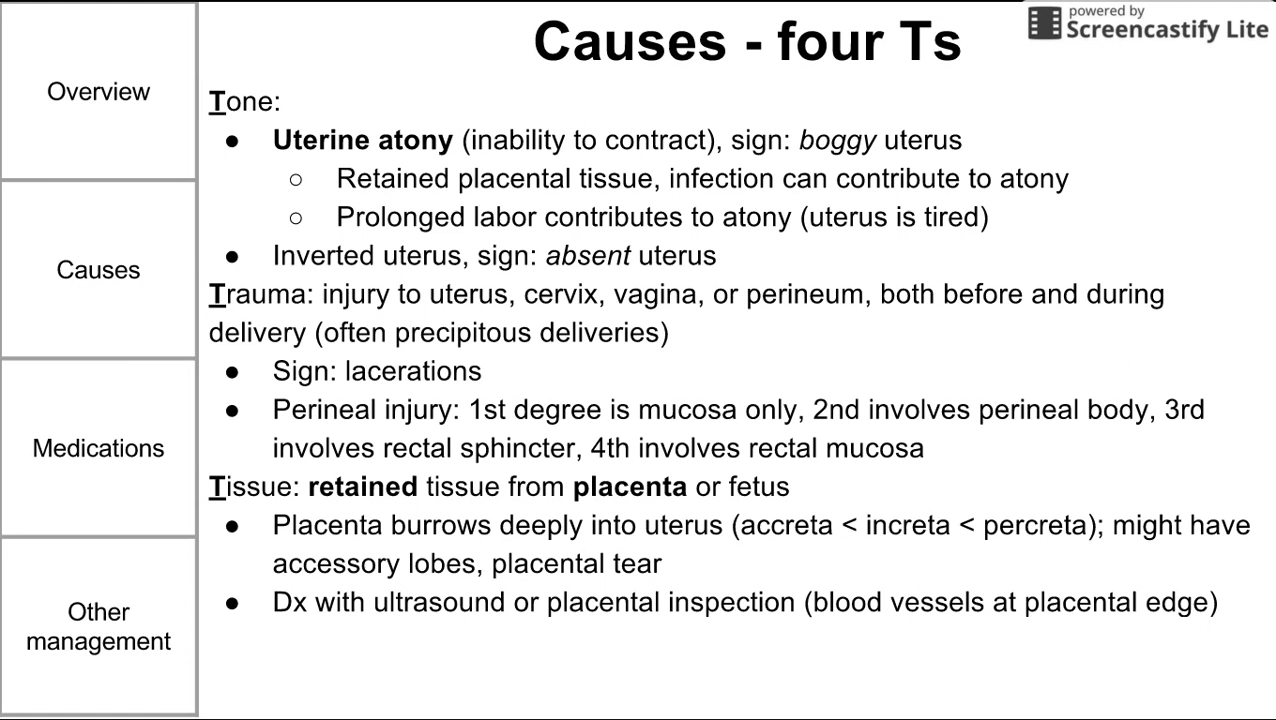 powered by
Screencastify Lite
Causes - four Ts
Overview
Causes
Medications
Other
management
Tone:
● Uterine atony (inability to contract), sign: boggy uterus
○ Retained placental tissue, infection can contribute to atony
○ Prolonged labor contributes to atony (uterus is tired)
● Inverted uterus, sign: absent uterus
Trauma: injury to uterus, cervix, vagina, or perineum, both before and during
delivery (often precipitous deliveries)
● Sign: lacerations
● Perineal injury: 1st degree is mucosa only, 2nd involves perineal body, 3rd
involves rectal sphincter, 4th involves rectal mucosa
Tissue: retained tissue from placenta or fetus
● Placenta burrows deeply into uterus (accreta < increta < percreta); might have
accessory lobes, placental tear
● Dx with ultrasound or placental inspection (blood vessels at placental edge)